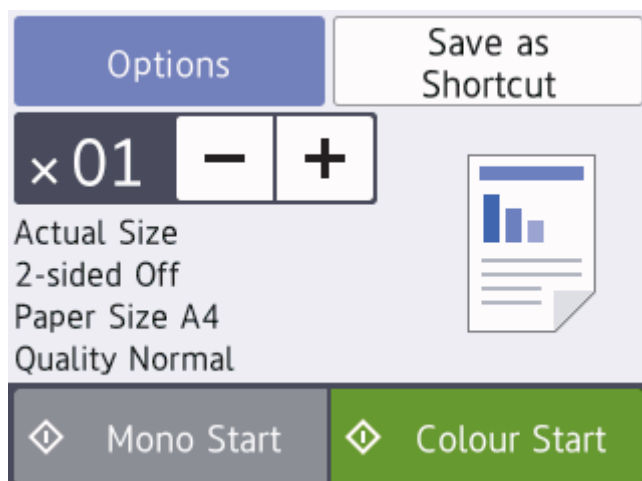 Options
Save as
Shortcut
×01
Actual Size
2-sided Off
Paper Size A4
Quality Normal
Mono Start
Colour Start